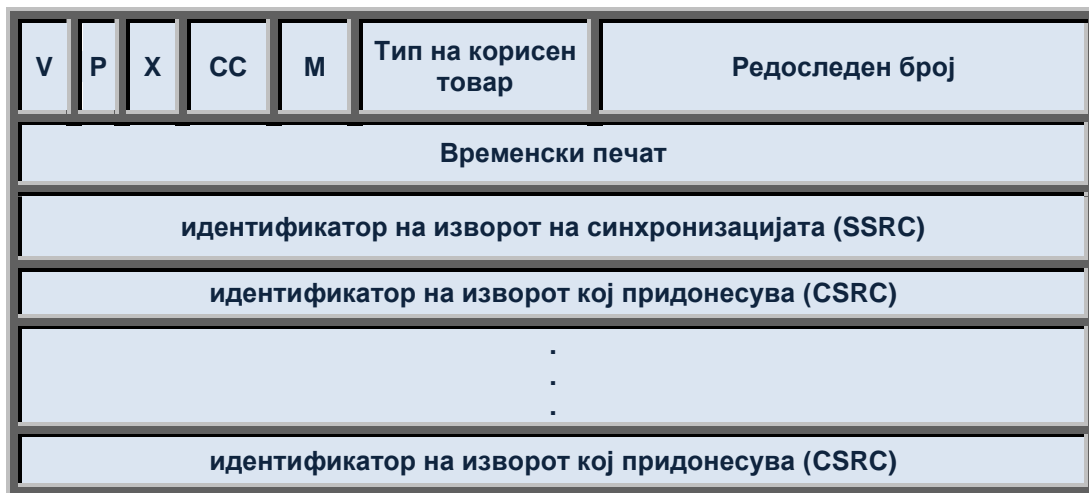 V P X CC M Тип на корисен товар Редоследен број
Временски печат
идентификатор на изворот на синхронизацијата (SSRC)
идентификатор на изворот кој придонесува (CSRC)
.
.
.
идентификатор на изворот кој придонесува (CSRC)